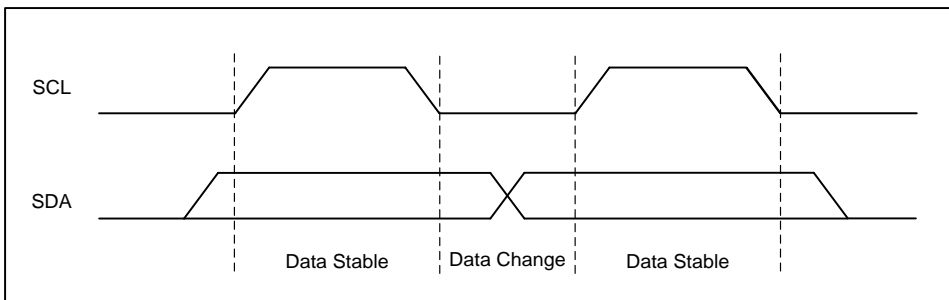 SCL
SDA
Data Stable
Data Change
Data Stable